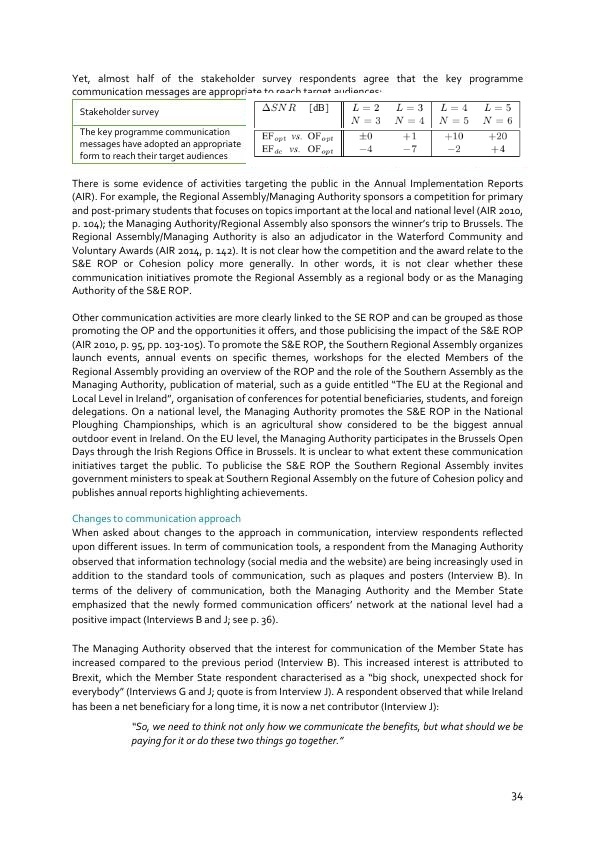 Yet, almost half of the stakeholder survey respondents agree that the key programme
communication messages are appropriate to reach target audiences:
Stakeholder survey
The key programme communication
messages have adopted an appropriate
form to reach their target audiences
ΔSNR [dB] L = 2 L = 3 L = 4 L = 5
N = 3 N = 4 N = 5 N = 6
EFopt vs. OFopt ±0 +1 +10 +20
EFdc vs. OFopt −4 −7 −2 +4
There is some evidence of activities targeting the public in the Annual Implementation Reports
(AIR). For example, the Regional Assembly/Managing Authority sponsors a competition for primary
and post-primary students that focuses on topics important at the local and national level (AIR 2010,
p. 104); the Managing Authority/Regional Assembly also sponsors the winner's trip to Brussels. The
Regional Assembly/Managing Authority is also an adjudicator in the Waterford Community and
Voluntary Awards (AIR 2014, p. 142). It is not clear how the competition and the award relate to the
S&E ROP or Cohesion policy more generally. In other words, it is not clear whether these
communication initiatives promote the Regional Assembly as a regional body or as the Managing
Authority of the S&E ROP.
Other communication activities are more clearly linked to the SE ROP and can be grouped as those
promoting the OP and the opportunities it offers, and those publicising the impact of the S&E ROP
(AIR 2010, p. 95, pp. 103-105). To promote the S&E ROP, the Southern Regional Assembly organizes
launch events, annual events on specific themes, workshops for the elected Members of the
Regional Assembly providing an overview of the ROP and the role of the Southern Assembly as the
Managing Authority, publication of material, such as a guide entitled "The EU at the Regional and
Local Level in Ireland", organisation of conferences for potential beneficiaries, students, and foreign
delegations. On a national level, the Managing Authority promotes the S&E ROP in the National
Ploughing Championships, which is an agricultural show considered to be the biggest annual
outdoor event in Ireland. On the EU level, the Managing Authority participates in the Brussels Open
Days through the Irish Regions Office in Brussels. It is unclear to what extent these communication
initiatives target the public. To publicise the S&E ROP the Southern Regional Assembly invites
government ministers to speak at Southern Regional Assembly on the future of Cohesion policy and
publishes annual reports highlighting achievements.
Changes to communication approach
When asked about changes to the approach in communication, interview respondents reflected
upon different issues. In term of communication tools, a respondent from the Managing Authority
observed that information technology (social media and the website) are being increasingly used in
addition to the standard tools of communication, such as plaques and posters (Interview B). In
terms of the delivery of communication, both the Managing Authority and the Member State
emphasized that the newly formed communication officers' network at the national level had a
positive impact (Interviews B and J; see p. 36).
The Managing Authority observed that the interest for communication of the Member State has
increased compared to the previous period (Interview B). This increased interest is attributed to
Brexit, which the Member State respondent characterised as a "big shock, unexpected shock for
everybody" (Interviews G and J; quote is from Interview J). A respondent observed that while Ireland
has been a net beneficiary for a long time, it is now a net contributor (Interview J):
"So, we need to think not only how we communicate the benefits, but what should we be
paying for it or do these two things go together."
34